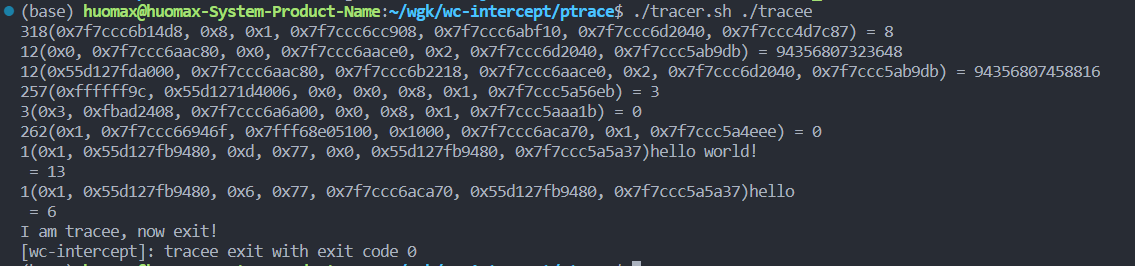 (base) huomax@huomax-System-Product-Name:~/wgk/wc-intercept/ptrace$ ./tracer.sh ./tracee
318(0x7f7ccc6b14d8, 0x8, 0x1, 0x7f7ccc6cc908, 0x7f7ccc6abf10, 0x7f7ccc6d2040, 0x7f7ccc4d7c87) = 8
12(0x0, 0x7f7ccc6aac80, 0x0, 0x7f7ccc6aace0, 0x2, 0x7f7ccc6d2040, 0x7f7ccc5ab9db) = 94356807323648
12(0x55d127fda000, 0x7f7ccc6aac80, 0x7f7ccc6b2218, 0x7f7ccc6aace0, 0x2, 0x7f7ccc6d2040, 0x7f7ccc5ab9db) = 94356807458816
257(0xffffff9c, 0x55d1271d4006, 0x0, 0x0, 0x8, 0x1, 0x7f7ccc5a56eb) = 3
3(0x3, 0xfbad2408, 0x7f7ccc6a6a00, 0x0, 0x8, 0x1, 0x7f7ccc5aaa1b) = 0
262(0x1, 0x7f7ccc66946f, 0x7fff68e05100, 0x1000, 0x7f7ccc6aca70, 0x1, 0x7f7ccc5a4eee) = 0
1(0x1, 0x55d127fb9480, 0xd, 0x77, 0x0, 0x55d127fb9480, 0x7f7ccc5a5a37)hello world!
= 13
1(0x1, 0x55d127fb9480, 0x6, 0x77, 0x7f7ccc6aca70, 0x55d127fb9480, 0x7f7ccc5a5a37)hello
= 6
I am tracee, now exit!
[wc-intercept]: tracee exit with exit code 0